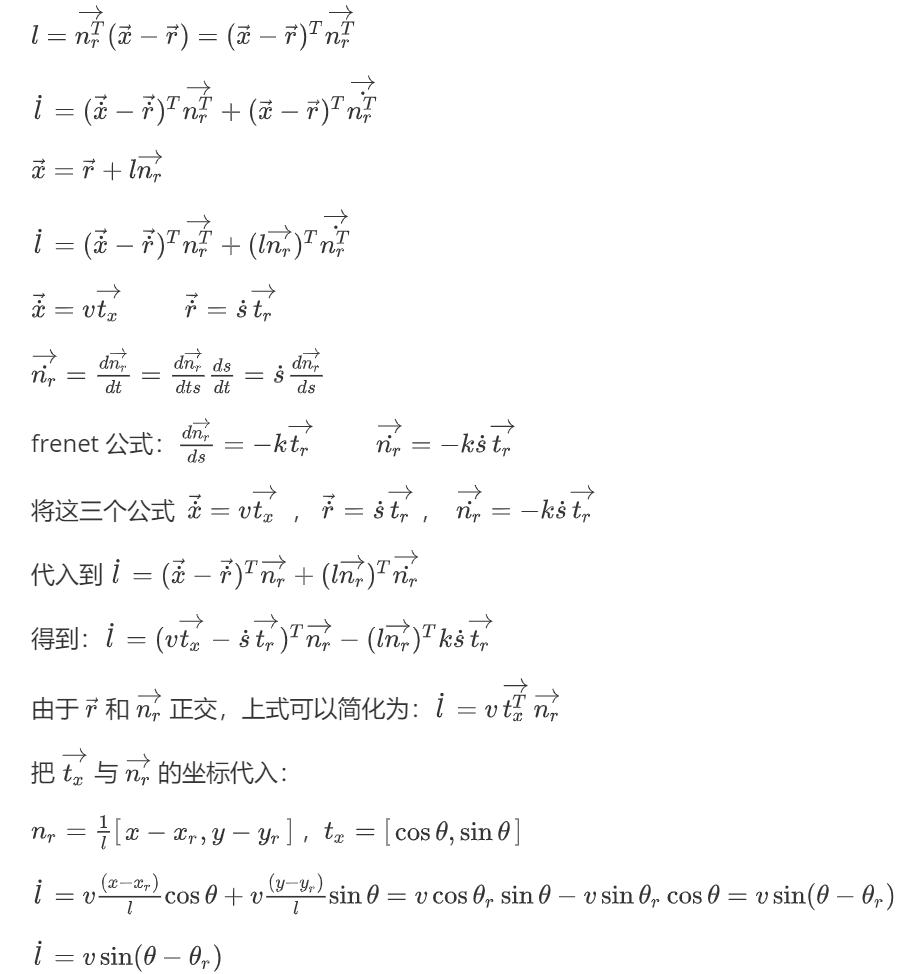 $l = \overrightarrow{n_r^T}(\vec{x} - \vec{r}) = (\vec{x} - \vec{r})^T \overrightarrow{n_r^T}$
$\dot{l} = (\dot{\vec{x}} - \dot{\vec{r}})^T \overrightarrow{n_r^T} + (\vec{x} - \vec{r})^T \dot{\overrightarrow{n_r^T}}$
$\vec{x} = \vec{r} + l\overrightarrow{n_r}$
$\dot{l} = (\dot{\vec{x}} - \dot{\vec{r}})^T \overrightarrow{n_r^T} + (l\overrightarrow{n_r})^T \dot{\overrightarrow{n_r^T}}$
$\dot{\vec{x}} = v\overrightarrow{t_x} \qquad \dot{\vec{r}} = \dot{s}\overrightarrow{t_r}$
$\overrightarrow{\dot{n_r}} = \frac{d\overrightarrow{n_r}}{dt} = \frac{d\overrightarrow{n_r}}{dts}\frac{ds}{dt} = \dot{s}\frac{d\overrightarrow{n_r}}{ds}$
frenet 公式：$\frac{d\overrightarrow{n_r}}{ds} = -k\overrightarrow{t_r} \qquad \overrightarrow{\dot{n_r}} = -k\dot{s}\overrightarrow{t_r}$
将这三个公式 $\dot{\vec{x}} = v\overrightarrow{t_x}$ ，$\dot{\vec{r}} = \dot{s}\overrightarrow{t_r}$，$\overrightarrow{\dot{n_r}} = -k\dot{s}\overrightarrow{t_r}$
代入到 $\dot{l} = (\dot{\vec{x}} - \dot{\vec{r}})^T \overrightarrow{n_r} + (l\overrightarrow{n_r})^T \overrightarrow{\dot{n_r}}$
得到：$\dot{l} = (v\overrightarrow{t_x} - \dot{s}\overrightarrow{t_r})^T \overrightarrow{n_r} - (l\overrightarrow{n_r})^T k\dot{s}\overrightarrow{t_r}$
由于 $\vec{r}$ 和 $\overrightarrow{n_r}$ 正交，上式可以简化为：$\dot{l} = v\overrightarrow{t_x^T}\overrightarrow{n_r}$
把 $\overrightarrow{t_x}$ 与 $\overrightarrow{n_r}$ 的坐标代入：
$n_r = \frac{1}{l}[x - x_r, y - y_r]$，$t_x = [\cos\theta, \sin\theta]$
$\dot{l} = v\frac{(x - x_r)}{l}\cos\theta + v\frac{(y - y_r)}{l}\sin\theta = v\cos\theta_r\sin\theta - v\sin\theta_r\cos\theta = v\sin(\theta - \theta_r)$
$\dot{l} = v\sin(\theta - \theta_r)$